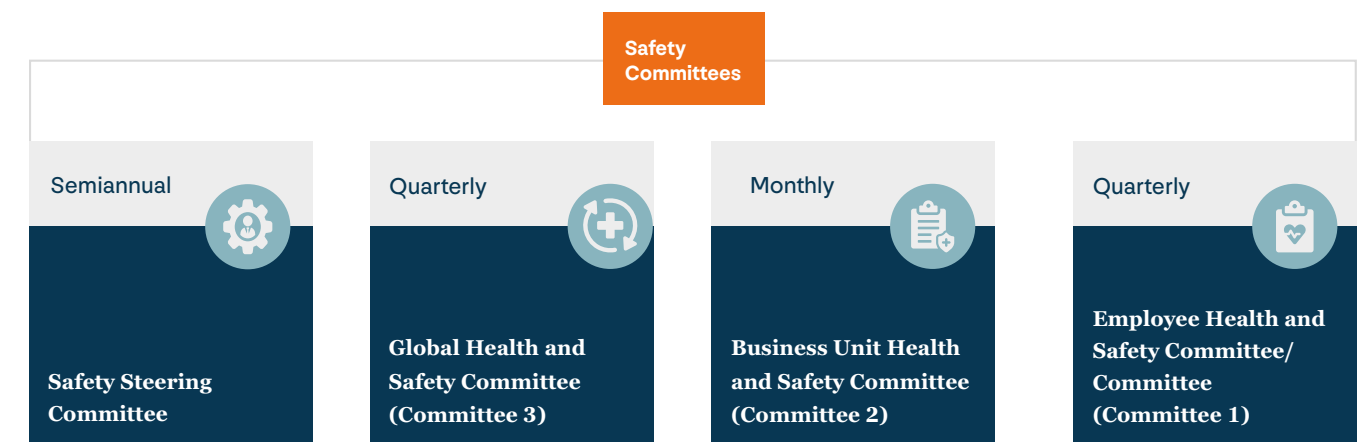 Safety
Committees
Semiannual
Safety Steering
Committee
Quarterly
Global Health and
Safety Committee
(Committee 3)
Monthly
Business Unit Health
and Safety Committee
(Committee 2)
Quarterly
Employee Health and
Safety Committee/
Committee
(Committee 1)